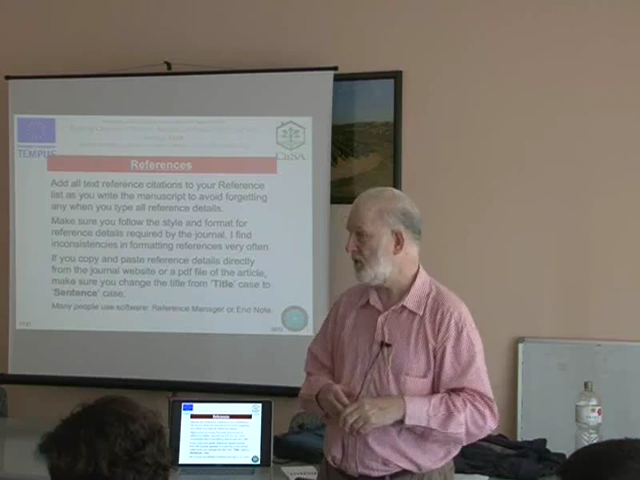 TEMPUS
CaSA
References
Add all text reference citations to your Reference
list as you write the manuscript to avoid forgetting
any when you type all reference details.
Make sure you follow the style and format for
reference details required by the journal. I find
inconsistencies in formatting references very often
If you copy and paste reference details directly
from the journal website or a pdf file of the article,
make sure you change the title from 'Title' case to
'Sentence' case.
Many people use software: Reference Manager or End Note.
References